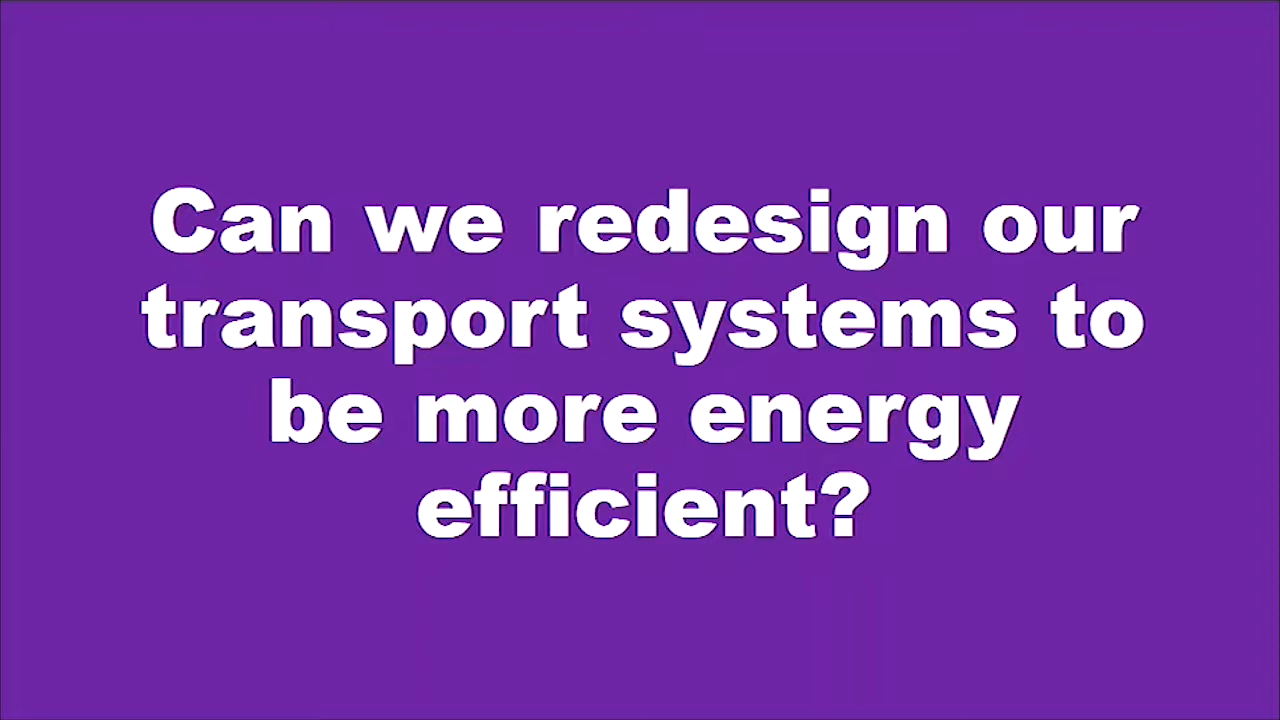 Can we redesign our
transport systems to
be more energy
efficient?